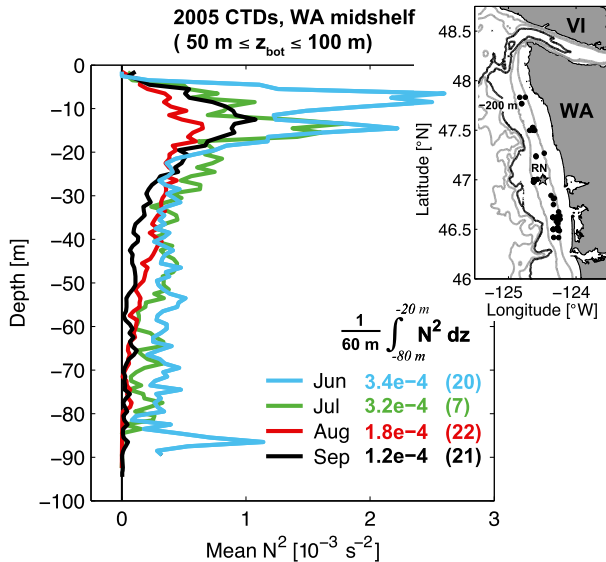 2005 CTDs, WA midshelf
( 50 m ≤ z_bot ≤ 100 m)
0
−10
−20
−30
−40
−50
−60
−70
−80
−90
−100
Depth [m]
0
1
2
3
Mean N² [10⁻³ s⁻²]
1
60 m
∫
−20 m
−80 m
N² dz
Jun 3.4e−4 (20)
Jul 3.2e−4 (7)
Aug 1.8e−4 (22)
Sep 1.2e−4 (21)
48.5
48
47.5
47
46.5
46
Latitude [°N]
−125
−124
Longitude [°W]
VI
WA
−200 m
RN